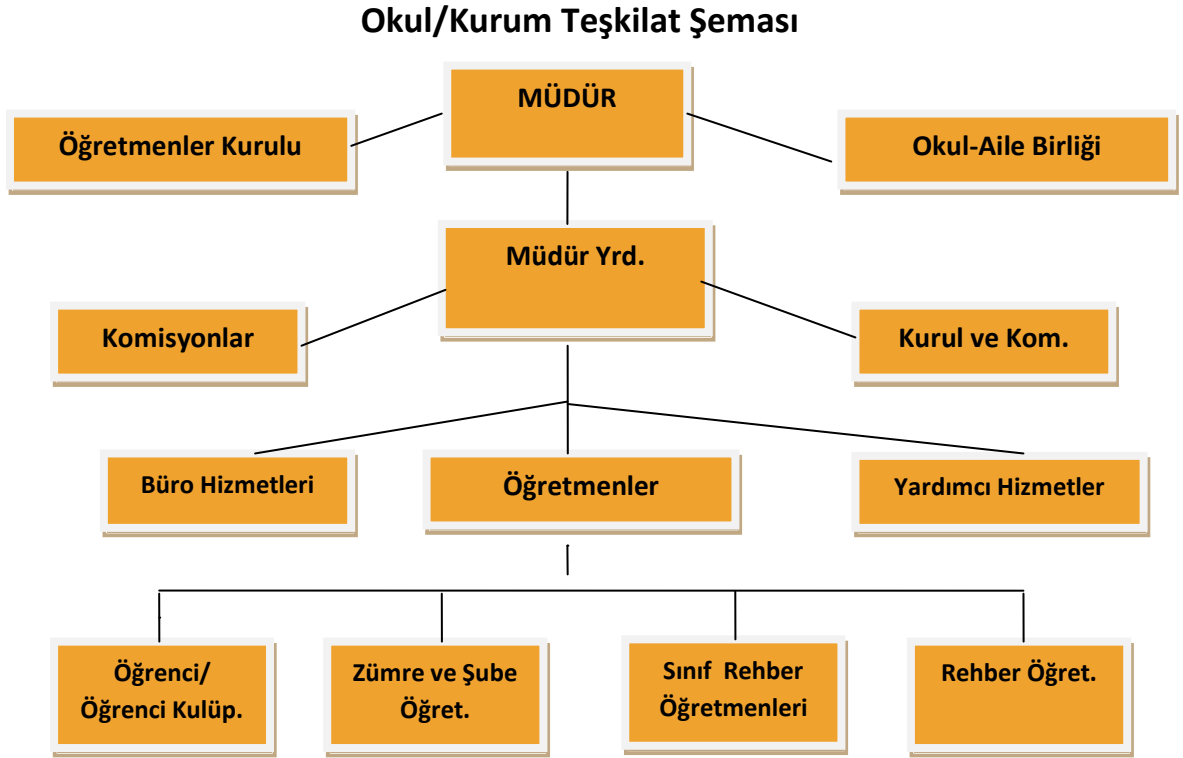 Okul/Kurum Teşkilat Şeması
MÜDÜR
Öğretmenler Kurulu
Okul-Aile Birliği
Müdür Yrd.
Komisyonlar
Kurul ve Kom.
Büro Hizmetleri
Öğretmenler
Yardımcı Hizmetler
Öğrenci/
Öğrenci Kulüp.
Zümre ve Şube
Öğret.
Sınıf  Rehber
Öğretmenleri
Rehber Öğret.